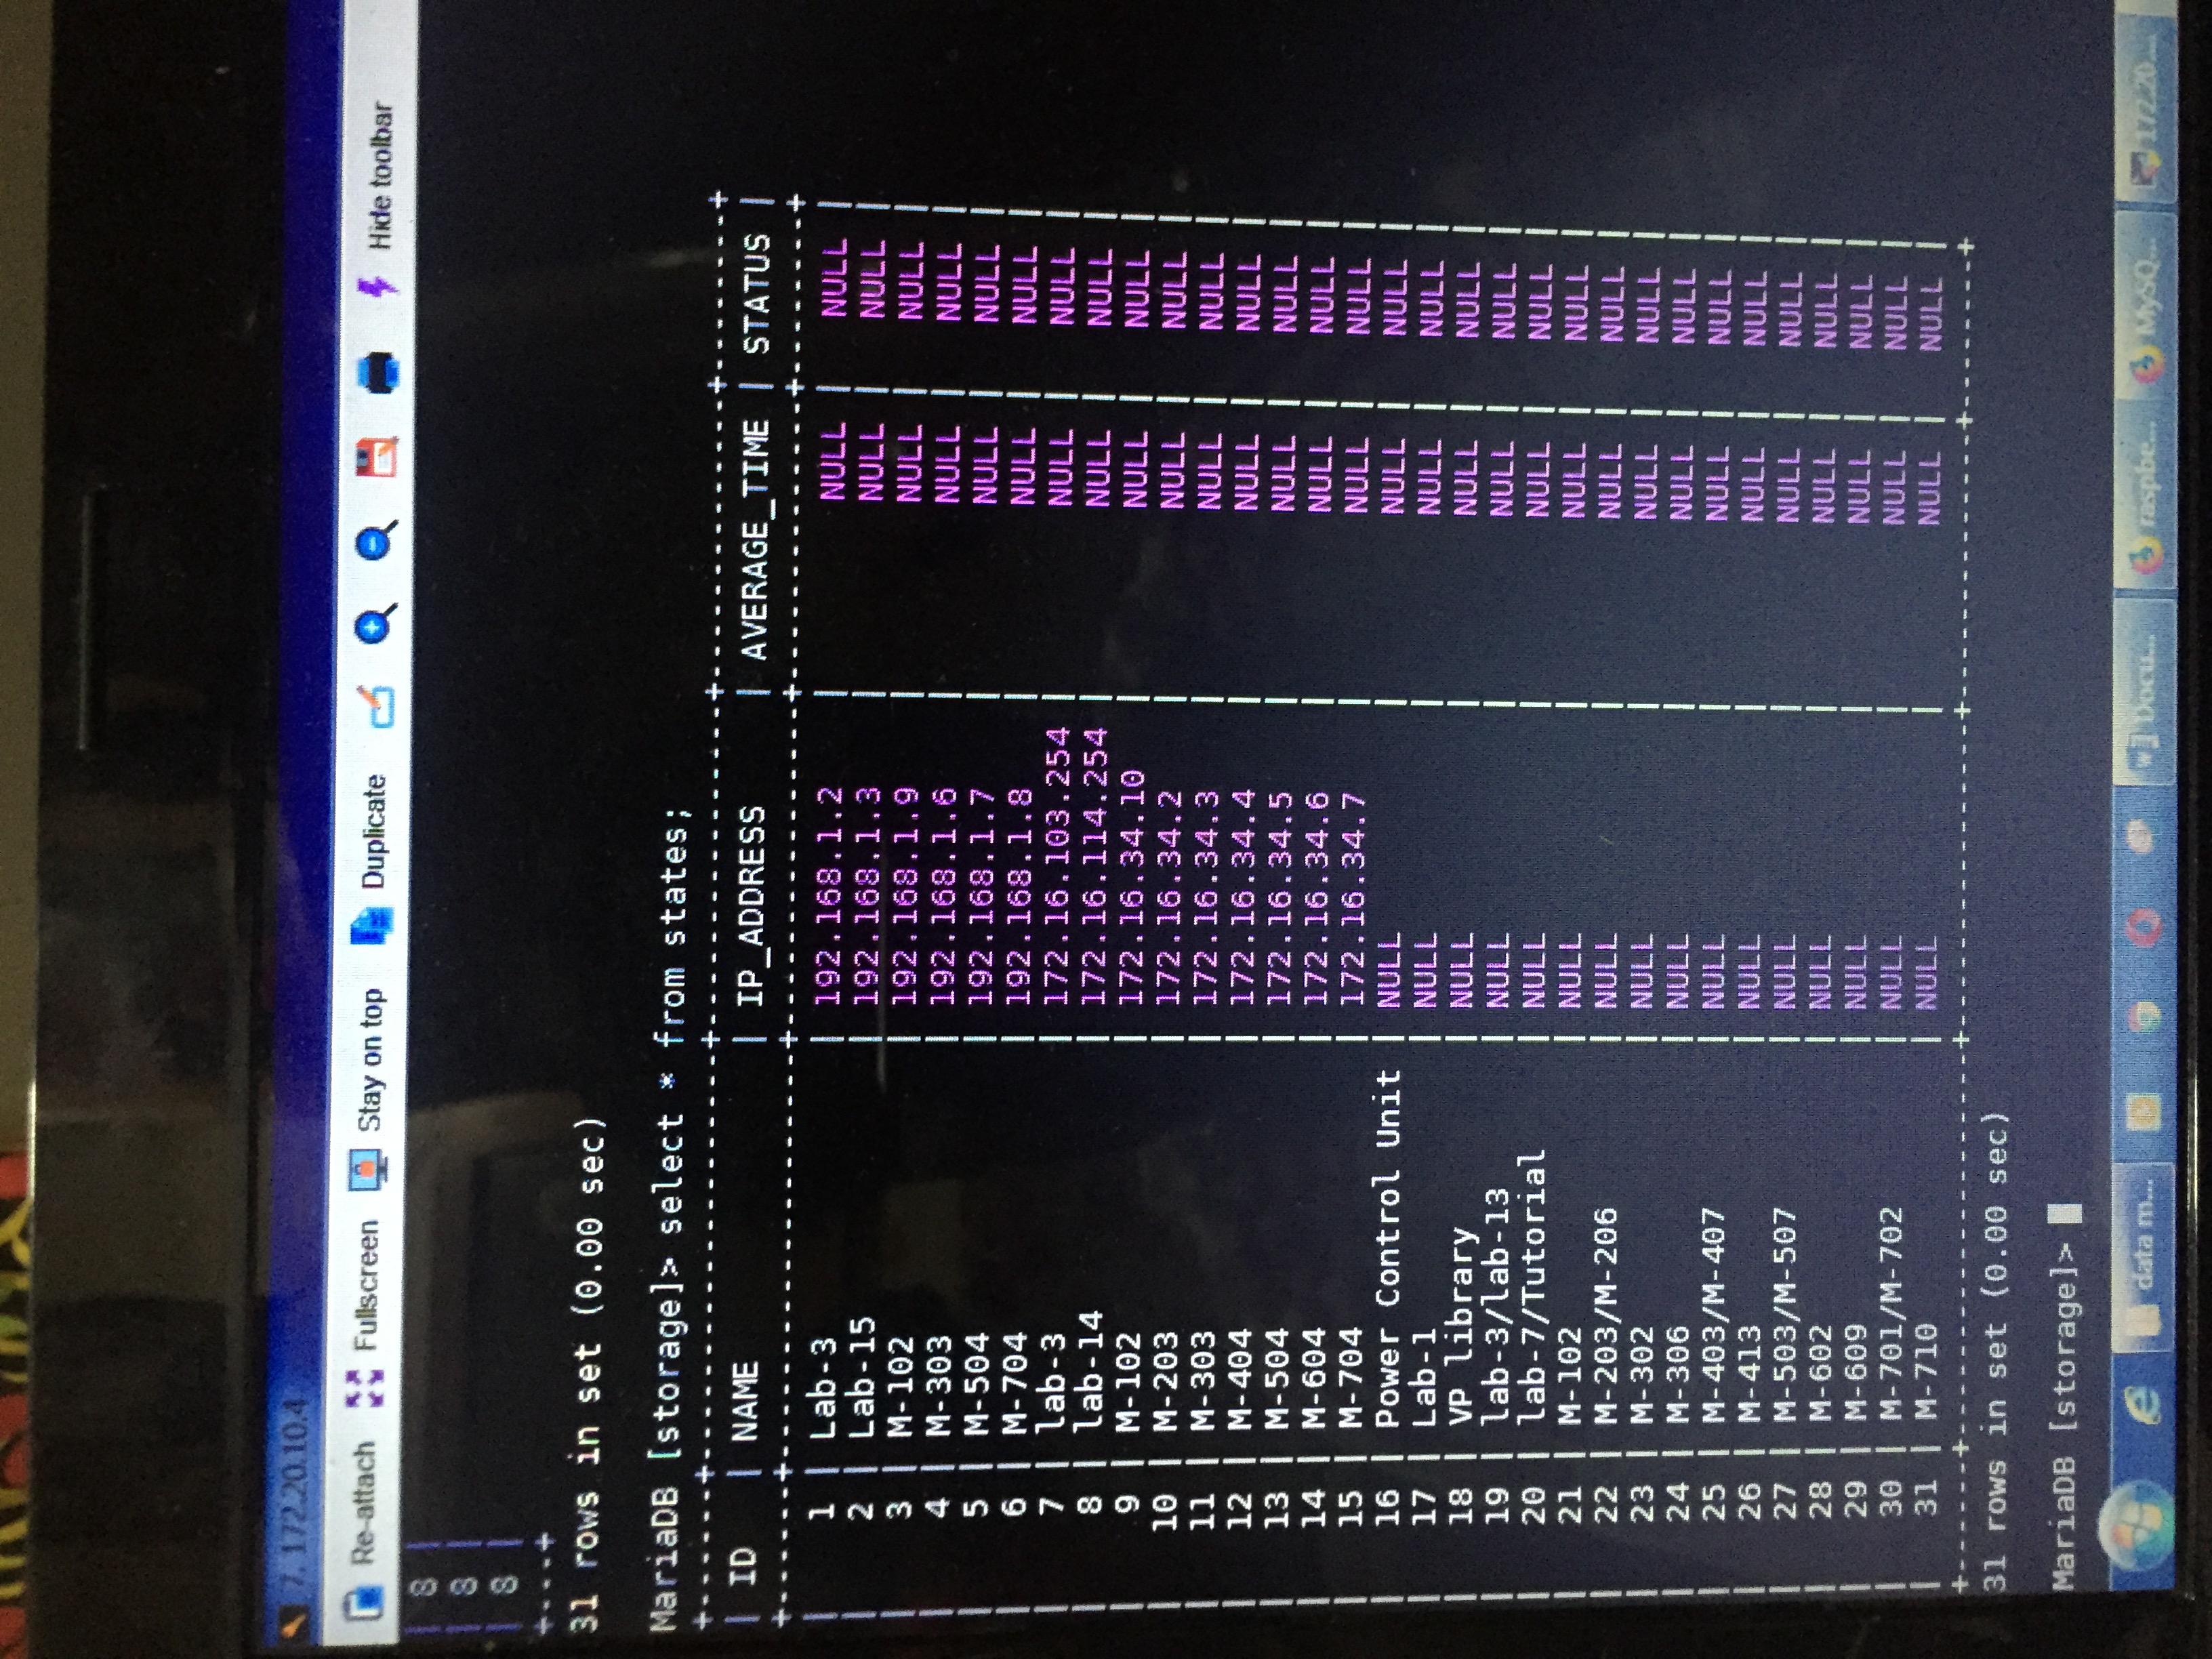 7. 172.20.10.4
Re-attach Fullscreen Stay on top Duplicate Hide toolbar
| 8 |
| 8 |
| 8 |
+---+
31 rows in set (0.00 sec)
MariaDB [storage]> select * from states;
+------+--------------------+----------------+--------------+--------+
| ID | NAME | IP_ADDRESS | AVERAGE_TIME | STATUS |
+------+--------------------+----------------+--------------+--------+
| 1 | Lab-3 | 192.168.1.2 | NULL | NULL |
| 2 | Lab-15 | 192.168.1.3 | NULL | NULL |
| 3 | M-102 | 192.168.1.9 | NULL | NULL |
| 4 | M-303 | 192.168.1.6 | NULL | NULL |
| 5 | M-504 | 192.168.1.7 | NULL | NULL |
| 6 | M-704 | 192.168.1.8 | NULL | NULL |
| 7 | lab-3 | 172.16.103.254 | NULL | NULL |
| 8 | lab-14 | 172.16.114.254 | NULL | NULL |
| 9 | M-102 | 172.16.34.10 | NULL | NULL |
| 10 | M-203 | 172.16.34.2 | NULL | NULL |
| 11 | M-303 | 172.16.34.3 | NULL | NULL |
| 12 | M-404 | 172.16.34.4 | NULL | NULL |
| 13 | M-504 | 172.16.34.5 | NULL | NULL |
| 14 | M-604 | 172.16.34.6 | NULL | NULL |
| 15 | M-704 | 172.16.34.7 | NULL | NULL |
| 16 | Power Control Unit | NULL | NULL | NULL |
| 17 | Lab-1 | NULL | NULL | NULL |
| 18 | VP library | NULL | NULL | NULL |
| 19 | lab-3/lab-13 | NULL | NULL | NULL |
| 20 | lab-7/Tutorial | NULL | NULL | NULL |
| 21 | M-102 | NULL | NULL | NULL |
| 22 | M-203/M-206 | NULL | NULL | NULL |
| 23 | M-302 | NULL | NULL | NULL |
| 24 | M-306 | NULL | NULL | NULL |
| 25 | M-403/M-407 | NULL | NULL | NULL |
| 26 | M-413 | NULL | NULL | NULL |
| 27 | M-503/M-507 | NULL | NULL | NULL |
| 28 | M-602 | NULL | NULL | NULL |
| 29 | M-609 | NULL | NULL | NULL |
| 30 | M-701/M-702 | NULL | NULL | NULL |
| 31 | M-710 | NULL | NULL | NULL |
+------+--------------------+----------------+--------------+--------+
31 rows in set (0.00 sec)
MariaDB [storage]>
data m... Docu... raspbe... MySQ... 172.20....